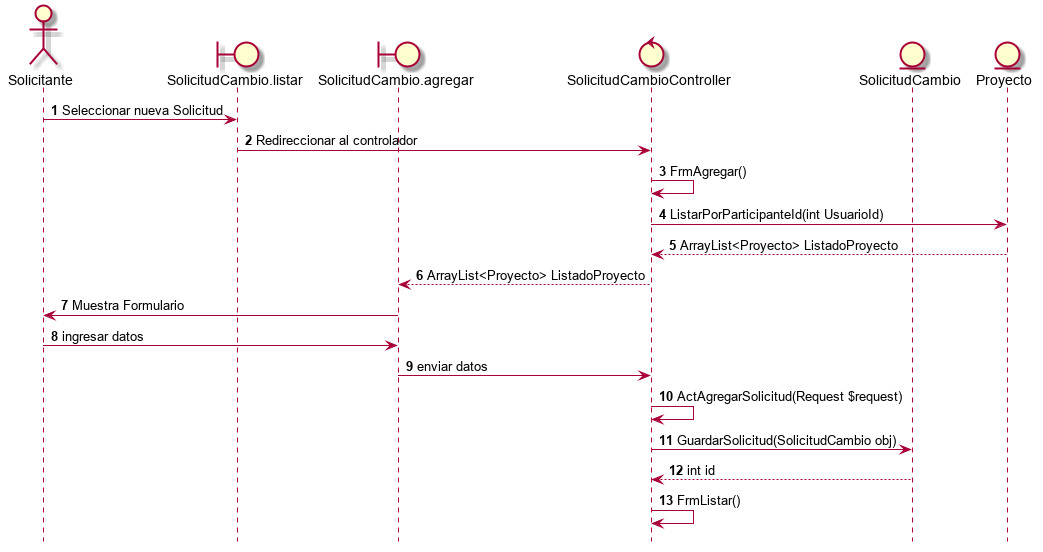 Solicitante
SolicitudCambio.listar
SolicitudCambio.agregar
SolicitudCambioController
SolicitudCambio
Proyecto
1 Seleccionar nueva Solicitud
2 Redireccionar al controlador
3 FrmAgregar()
4 ListarPorParticipanteId(int UsuarioId)
5 ArrayList<Proyecto> ListadoProyecto
6 ArrayList<Proyecto> ListadoProyecto
7 Muestra Formulario
8 ingresar datos
9 enviar datos
10 ActAgregarSolicitud(Request $request)
11 GuardarSolicitud(SolicitudCambio obj)
12 int id
13 FrmListar()